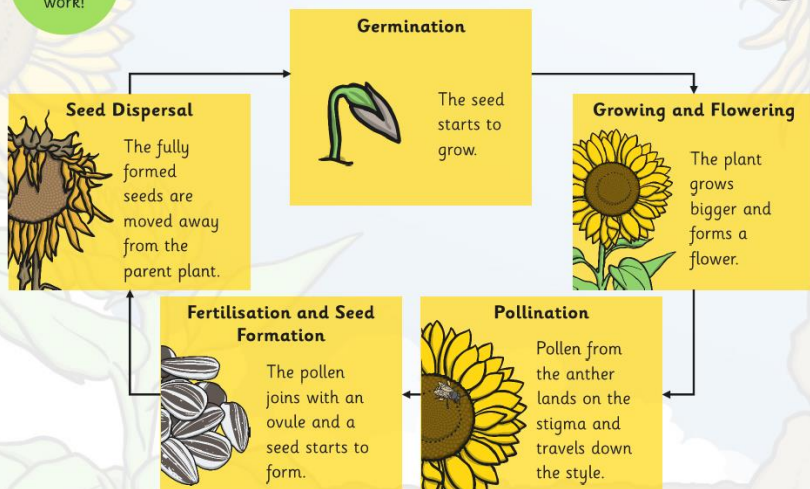 work!
Germination
The seed
starts to
grow.
Growing and Flowering
The plant
grows
bigger and
forms a
flower.
Pollination
Pollen from
the anther
lands on the
stigma and
travels down
the style.
Fertilisation and Seed
Formation
The pollen
joins with an
ovule and a
seed starts to
form.
Seed Dispersal
The fully
formed
seeds are
moved away
from the
parent plant.